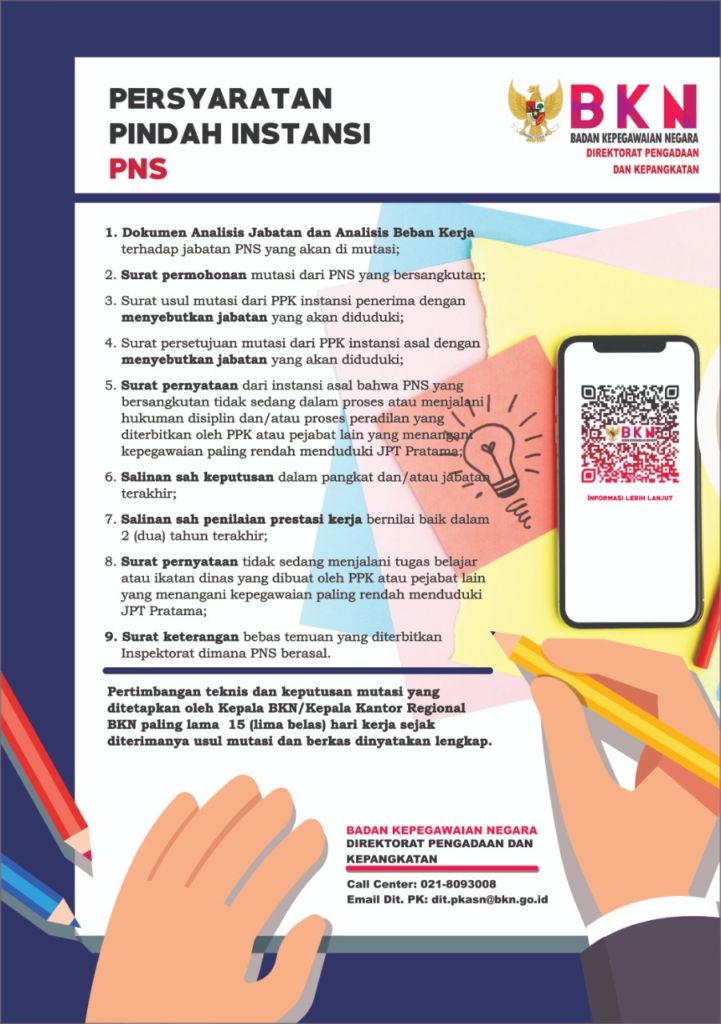 PERSYARATAN
PINDAH INSTANSI
PNS
BKN
BADAN KEPEGAWAIAN NEGARA
DIREKTORAT PENGADAAN
DAN KEPANGKATAN
1. Dokumen Analisis Jabatan dan Analisis Beban Kerja
terhadap jabatan PNS yang akan di mutasi;
2. Surat permohonan mutasi dari PNS yang bersangkutan;
3. Surat usul mutasi dari PPK instansi penerima dengan
menyebutkan jabatan yang akan diduduki;
4. Surat persetujuan mutasi dari PPK instansi asal dengan
menyebutkan jabatan yang akan diduduki;
5. Surat pernyataan dari instansi asal bahwa PNS yang
bersangkutan tidak sedang dalam proses atau menjalani
hukuman disiplin dan/atau proses peradilan yang
diterbitkan oleh PPK atau pejabat lain yang menangani
kepegawaian paling rendah menduduki JPT Pratama;
6. Salinan sah keputusan dalam pangkat dan/atau jabatan
terakhir;
7. Salinan sah penilaian prestasi kerja bernilai baik dalam
2 (dua) tahun terakhir;
8. Surat pernyataan tidak sedang menjalani tugas belajar
atau ikatan dinas yang dibuat oleh PPK atau pejabat lain
yang menangani kepegawaian paling rendah menduduki
JPT Pratama;
9. Surat keterangan bebas temuan yang diterbitkan
Inspektorat dimana PNS berasal.
BKN
INFORMASI LEBIH LANJUT
Pertimbangan teknis dan keputusan mutasi yang
ditetapkan oleh Kepala BKN/Kepala Kantor Regional
BKN paling lama 15 (lima belas) hari kerja sejak
diterimanya usul mutasi dan berkas dinyatakan lengkap.
BADAN KEPEGAWAIAN NEGARA
DIREKTORAT PENGADAAN DAN
KEPANGKATAN
Call Center: 021-8093008
Email Dit. PK: dit.pkasn@bkn.go.id